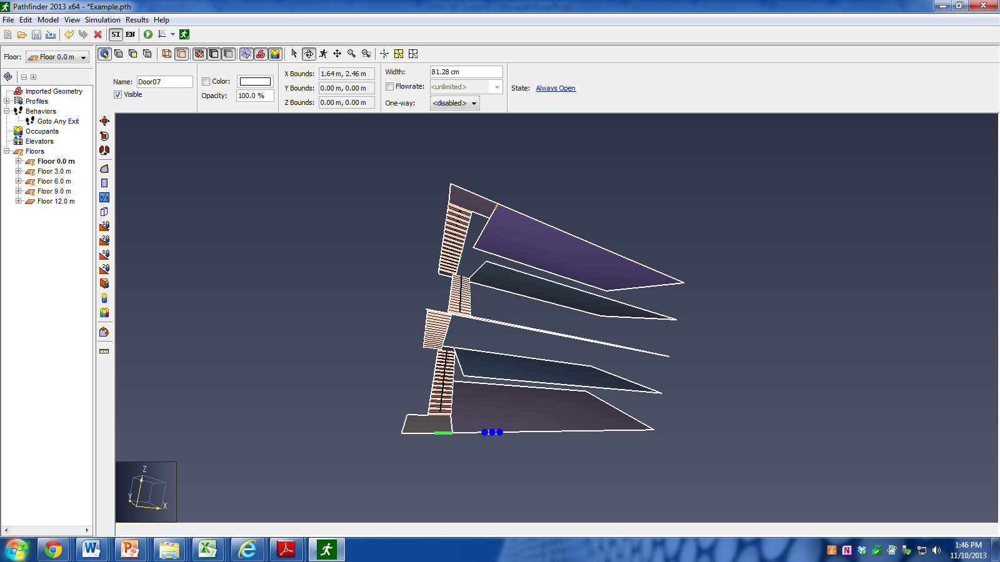 Pathfinder 2013 x64 - *Example.pth
File Edit Model View Simulation Results Help
SI EN
Floor: Floor 0.0 m
Name: Door07
Visible
Color:
Opacity: 100.0 %
X Bounds: 1.64 m, 2.46 m
Y Bounds: 0.00 m, 0.00 m
Z Bounds: 0.00 m, 0.00 m
Width: 81.28 cm
Flowrate: <unlimited>
One-way: <disabled>
State: Always Open
Imported Geometry
Profiles
Behaviors
Goto Any Exit
Occupants
Elevators
Floors
Floor 0.0 m
Floor 3.0 m
Floor 6.0 m
Floor 9.0 m
Floor 12.0 m
Z
Y
X
1:46 PM
11/10/2013